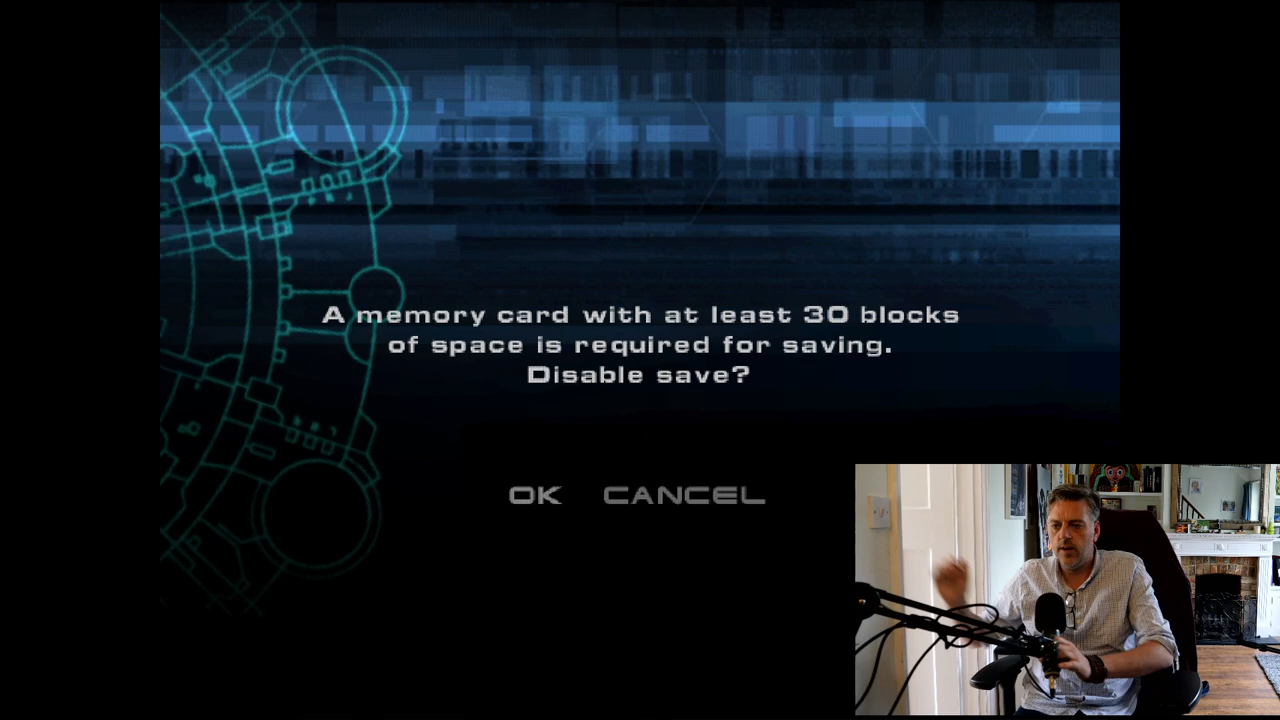 A memory card with at least 30 blocks
of space is required for saving.
Disable save?
OK CANCEL